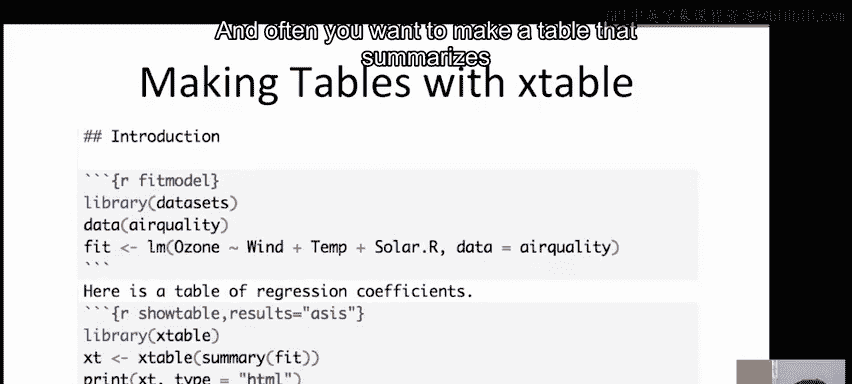 And often you want to make a table that
summarizes
Making Tables with xtable
## Introduction
```{r fitmodel}
library(datasets)
data(airquality)
fit <- lm(Ozone ~ Wind + Temp + Solar.R, data = airquality)
```
Here is a table of regression coefficients.
```{r showtable,results="asis"}
library(xtable)
xt <- xtable(summary(fit))
print(xt, type = "html")